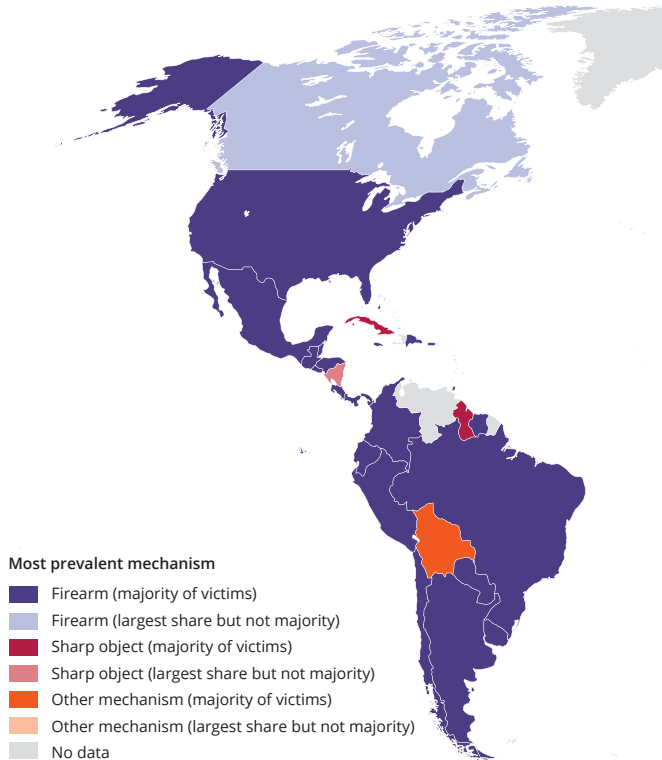 Most prevalent mechanism
Firearm (majority of victims)
Firearm (largest share but not majority)
Sharp object (majority of victims)
Sharp object (largest share but not majority)
Other mechanism (majority of victims)
Other mechanism (largest share but not majority)
No data